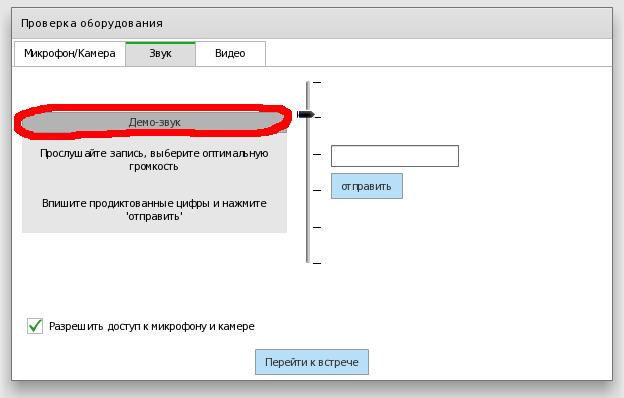 Проверка оборудования
Микрофон/Камера
Звук
Видео
Демо-звук
Прослушайте запись, выберите оптимальную
громкость
Впишите продиктованные цифры и нажмите
'отправить'
отправить
Разрешить доступ к микрофону и камере
Перейти к встрече